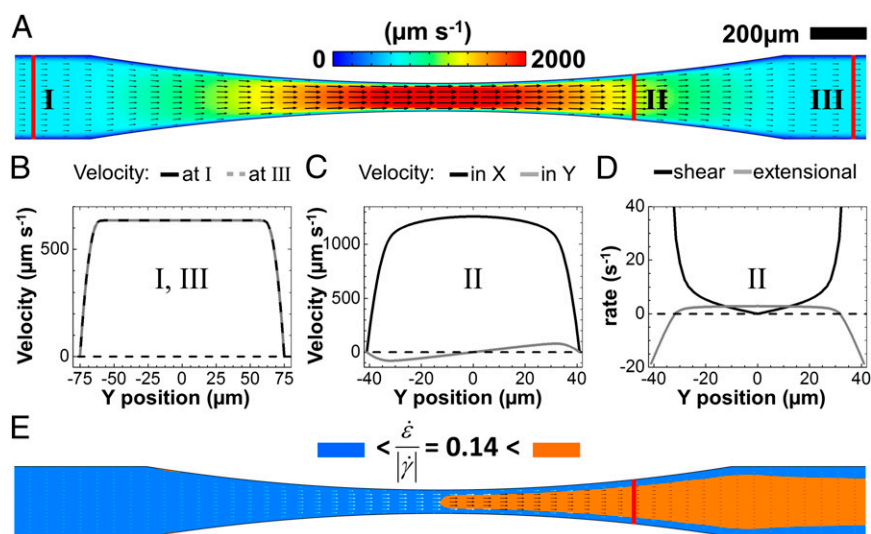 A
(µm s⁻¹)
0 2000
200µm
I II III
B Velocity: at I at III
C Velocity: in X in Y
D shear extensional
Velocity (µm s⁻¹)
500
0
I, III
-75 -50 -25 0 25 50 75
Y position (µm)
Velocity (µm s⁻¹)
1000
500
0
II
-40 -20 0 20 40
Y position (µm)
rate (s⁻¹)
40
20
0
-20
II
-40 -20 0 20 40
Y position (µm)
E
< ε̇ / |γ̇| = 0.14 <